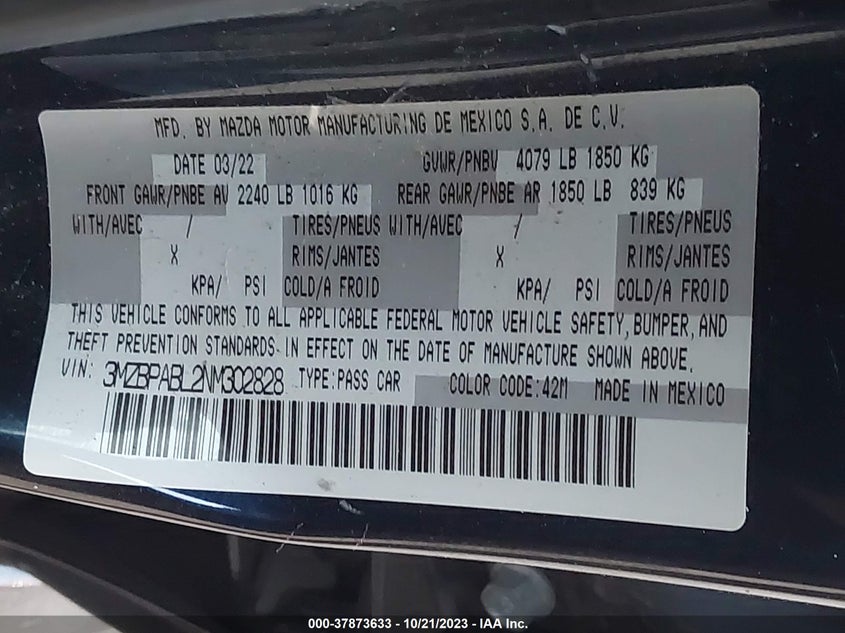 MFD. BY MAZDA MOTOR MANUFACTURING DE MEXICO S.A. DE C.V.
DATE 03/22 GVWR/PNBV 4079 LB 1850 KG
FRONT GAWR/PNBE AV 2240 LB 1016 KG REAR GAWR/PNBE AR 1850 LB 839 KG
WITH/AVEC / TIRES/PNEUS WITH/AVEC / TIRES/PNEUS
X RIMS/JANTES X RIMS/JANTES
KPA/ PSI COLD/A FROID KPA/ PSI COLD/A FROID
THIS VEHICLE CONFORMS TO ALL APPLICABLE FEDERAL MOTOR VEHICLE SAFETY, BUMPER, AND
THEFT PREVENTION STANDARDS IN EFFECT ON THE DATE OF MANUFACTURE SHOWN ABOVE.
VIN: 3MZBPABL2NM302828 TYPE:PASS CAR COLOR CODE:42M MADE IN MEXICO
000-37873633 - 10/21/2023 - IAA Inc.